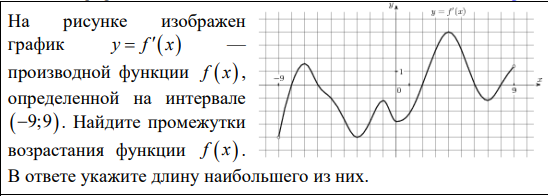 На рисунке изображен
график y = f′(x) —
производной функции f(x),
определенной на интервале
(−9;9). Найдите промежутки
возрастания функции f(x).
В ответе укажите длину наибольшего из них.
y
y = f′(x)
−9
1
0
9
x